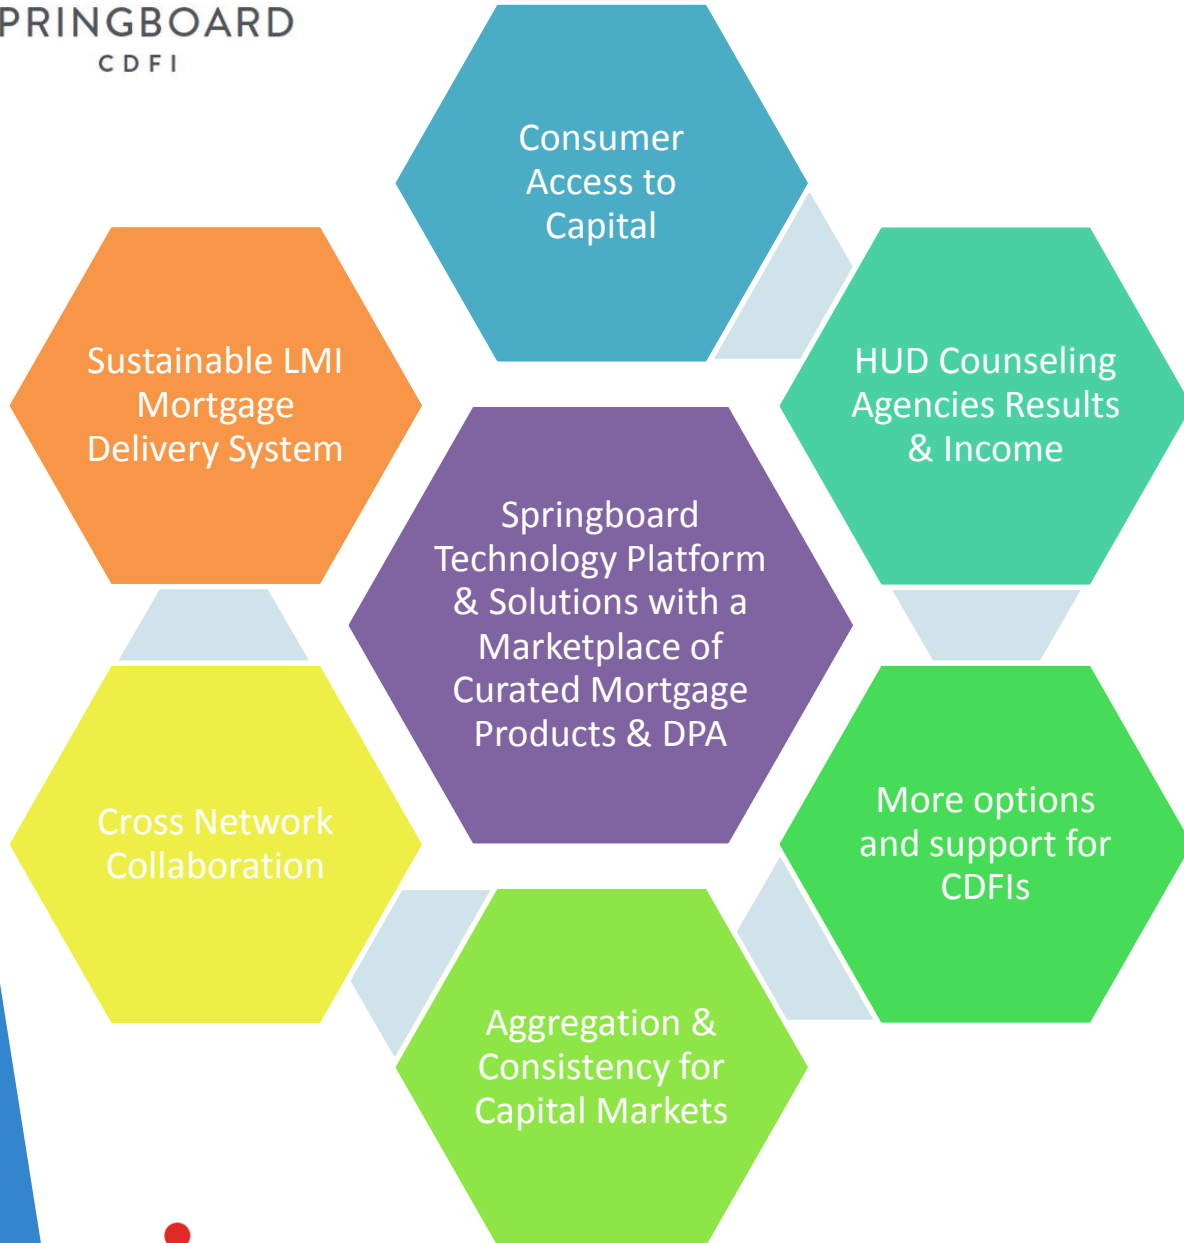 PRINGBOARD
CDFI
Consumer
Access to
Capital
Sustainable LMI
Mortgage
Delivery System
HUD Counseling
Agencies Results
& Income
Springboard
Technology Platform
& Solutions with a
Marketplace of
Curated Mortgage
Products & DPA
Cross Network
Collaboration
More options
and support for
CDFIs
Aggregation &
Consistency for
Capital Markets